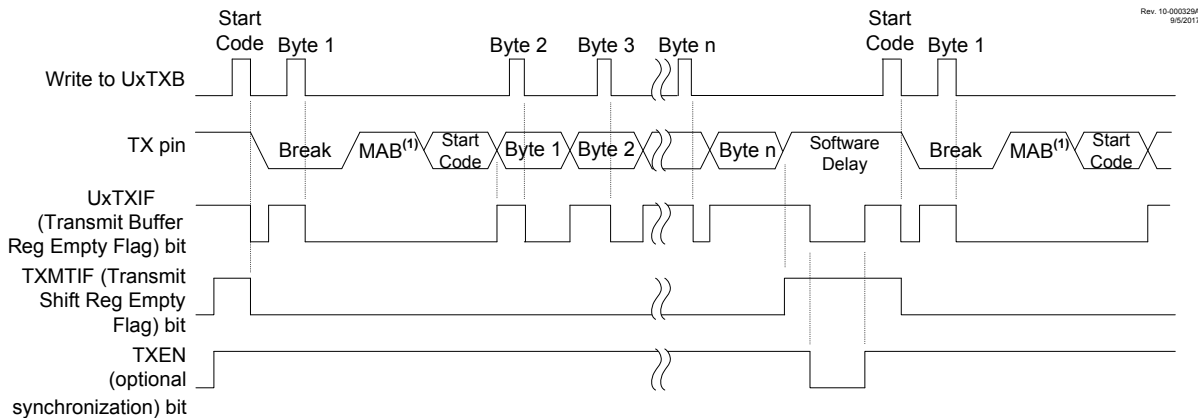 Rev. 10-000329A
9/5/2017
Start
Code
Byte 1
Byte 2
Byte 3
Byte n
Start
Code
Byte 1
Write to UxTXB
TX pin
Break
MAB(1)
Start
Code
Byte 1
Byte 2
Byte n
Software
Delay
Break
MAB(1)
Start
Code
UxTXIF
(Transmit Buffer
Reg Empty Flag) bit
TXMTIF (Transmit
Shift Reg Empty
Flag) bit
TXEN
(optional
synchronization) bit